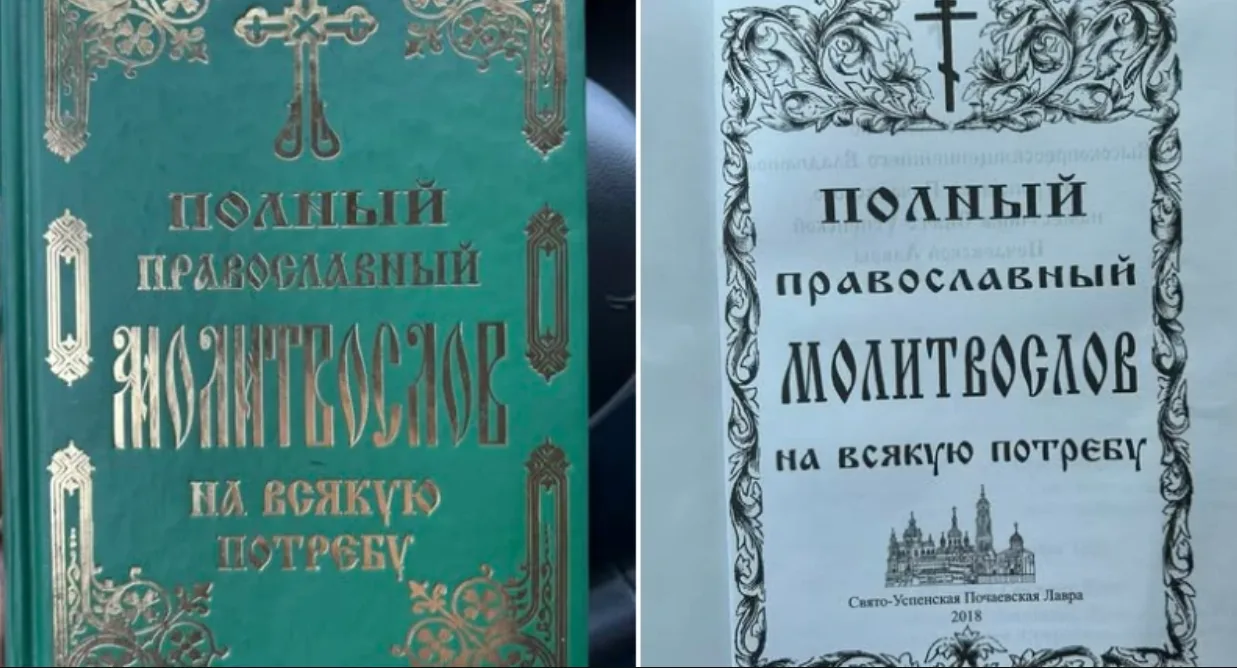 ПОЛНЫЙ
ПРАВОСЛАВНЫЙ
МОЛИТВОСЛОВ
НА ВСЯКУЮ
ПОТРЕБУ
ПОЛНЫЙ
православный
МОЛИТВОСЛОВ
на всякую потребу
Свято-Успенская Почаевская Лавра
2018